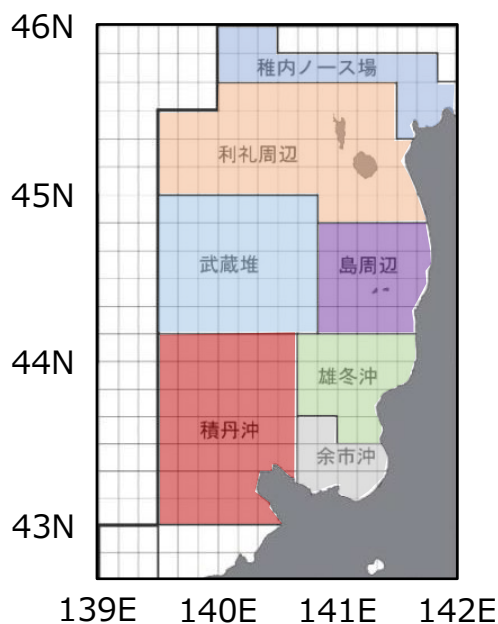 46N
稚内ノース場
利礼周辺
45N
武蔵堆
島周辺
44N
雄冬沖
積丹沖
余市沖
43N
139E 140E 141E 142E